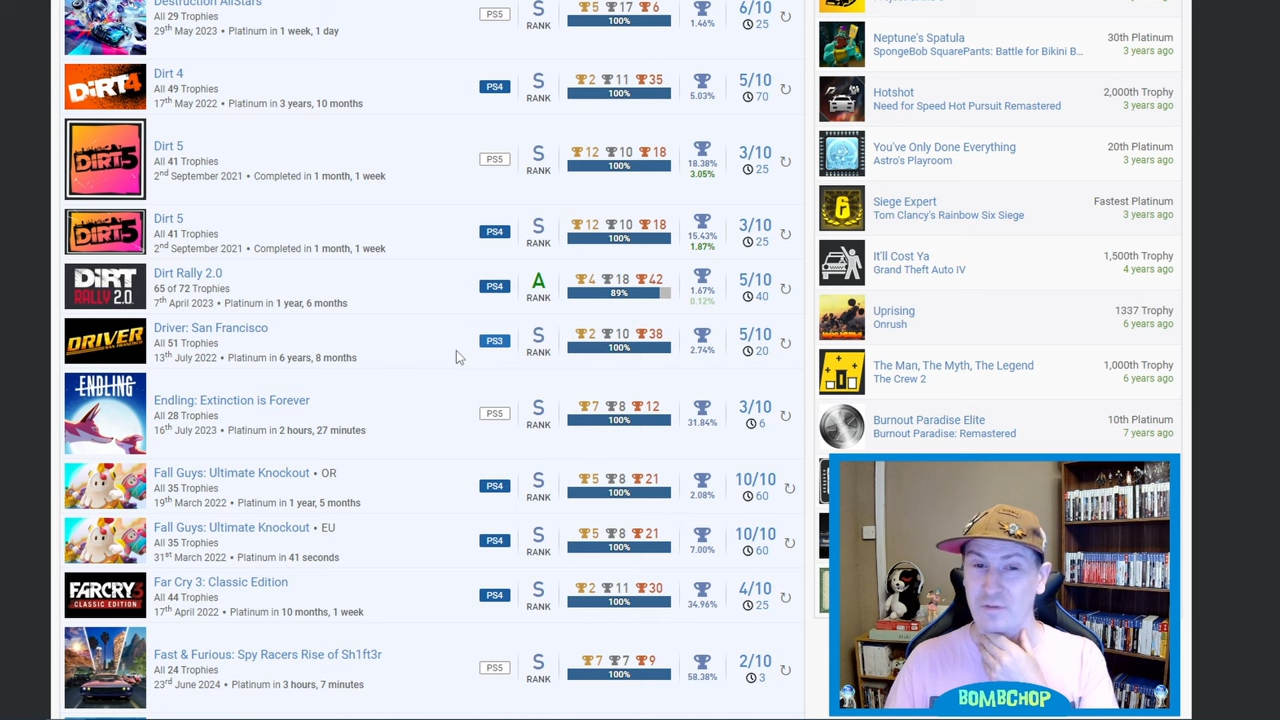 Destruction AllStars
All 29 Trophies
th May 2022 • Platinum in 1 week, 1 day
PS5
S
RANK
5 17 6
100%
1.46%
6/10
25
DiRT4
Dirt 4
All 49 Trophies
7th May 2022 • Platinum in 3 years, 10 months
PS4
S
RANK
2 11 35
100%
5.03%
5/10
70
DIRT5
Dirt 5
All 41 Trophies
September 2021 • Completed in 1 month, 1 week
PS5
S
RANK
12 10 18
100%
18.38%
3.05%
3/10
25
DIRT5
Dirt 5
All 41 Trophies
September 2021 • Completed in 1 month, 1 week
PS4
S
RANK
12 10 18
100%
15.43%
1.87%
3/10
25
DiRT
RALLY 2.0
Dirt Rally 2.0
of 72 Trophies
7th April 2023 • Platinum in 1 year, 6 months
PS4
A
RANK
4 18 42
89%
1.67%
0.12%
5/10
40
DRIVER
Driver: San Francisco
All 51 Trophies
th July 2022 • Platinum in 6 years, 8 months
PS3
S
RANK
2 10 38
100%
2.74%
5/10
25
ENDLING
Endling: Extinction is Forever
All 28 Trophies
th July 2023 • Platinum in 2 hours, 27 minutes
PS5
S
RANK
7 8 12
100%
31.84%
3/10
6
Fall Guys: Ultimate Knockout • OR
All 35 Trophies
19th March 2022 • Platinum in 1 year, 5 months
PS4
S
RANK
5 8 21
100%
2.08%
10/10
60
Fall Guys: Ultimate Knockout • EU
All 35 Trophies
31st March 2022 • Platinum in 41 seconds
PS4
S
RANK
5 8 21
100%
7.00%
10/10
60
FARCRY3
CLASSIC EDITION
Far Cry 3: Classic Edition
All 44 Trophies
17th April 2022 • Platinum in 10 months, 1 week
PS4
S
RANK
2 11 30
100%
34.96%
4/10
25
Fast & Furious: Spy Racers Rise of Sh1ft3r
All 24 Trophies
23rd June 2024 • Platinum in 3 hours, 7 minutes
PS5
S
RANK
7 7 9
100%
58.38%
2/10
3
Neptune's Spatula
SpongeBob SquarePants: Battle for Bikini B...
30th Platinum
3 years ago
Hotshot
Need for Speed Hot Pursuit Remastered
2,000th Trophy
3 years ago
You've Only Done Everything
Astro's Playroom
20th Platinum
3 years ago
Siege Expert
Tom Clancy's Rainbow Six Siege
Fastest Platinum
3 years ago
It'll Cost Ya
Grand Theft Auto IV
1,500th Trophy
4 years ago
Uprising
Onrush
1337 Trophy
6 years ago
The Man, The Myth, The Legend
The Crew 2
1,000th Trophy
6 years ago
Burnout Paradise Elite
Burnout Paradise: Remastered
10th Platinum
7 years ago
BOMBCHOP